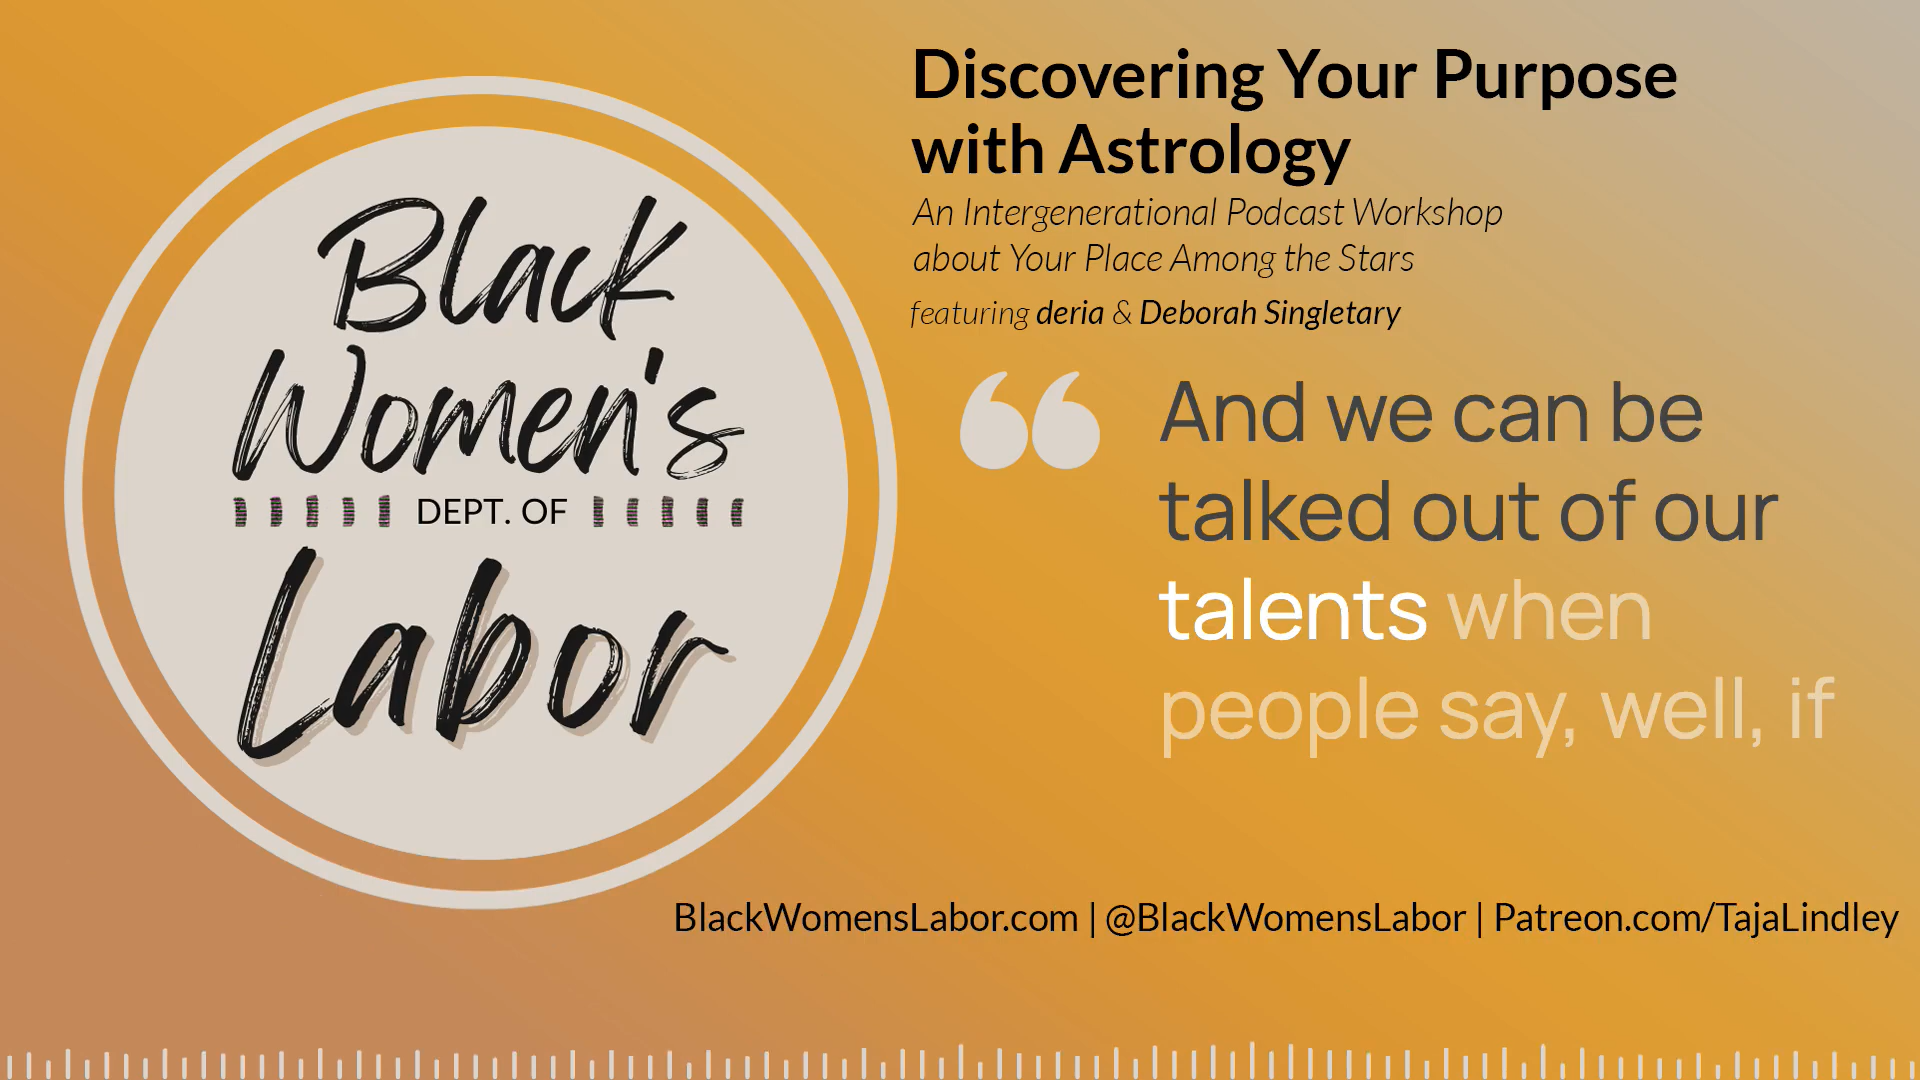 Black
Women's
DEPT. OF
Labor
Discovering Your Purpose
with Astrology
An Intergenerational Podcast Workshop
about Your Place Among the Stars
featuring deria & Deborah Singletary
And we can be
talked out of our
talents when
people say, well, if
BlackWomensLabor.com | @BlackWomensLabor | Patreon.com/TajaLindley